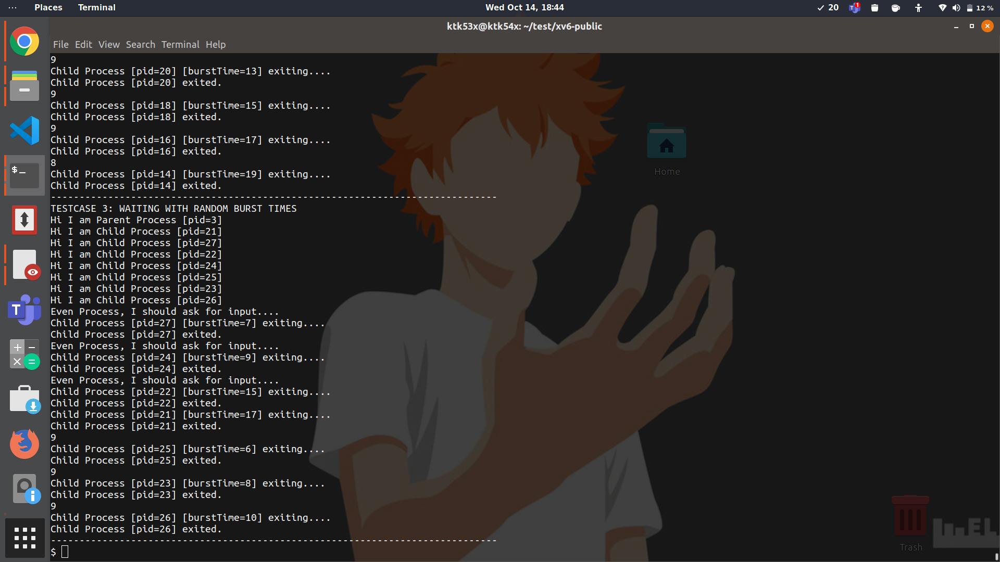 Places Terminal Wed Oct 14, 18:44 20 1 12 %
ktk53x@ktk54x: ~/test/xv6-public
File Edit View Search Terminal Help
9
Child Process [pid=20] [burstTime=13] exiting....
Child Process [pid=20] exited.
9
Child Process [pid=18] [burstTime=15] exiting....
Child Process [pid=18] exited.
9
Child Process [pid=16] [burstTime=17] exiting....
Child Process [pid=16] exited.
8
Child Process [pid=14] [burstTime=19] exiting....
Child Process [pid=14] exited.
------------------------------------------------------------------------------
TESTCASE 3: WAITING WITH RANDOM BURST TIMES
Hi I am Parent Process [pid=3]
Hi I am Child Process [pid=21]
Hi I am Child Process [pid=27]
Hi I am Child Process [pid=22]
Hi I am Child Process [pid=24]
Hi I am Child Process [pid=25]
Hi I am Child Process [pid=23]
Hi I am Child Process [pid=26]
Even Process, I should ask for input....
Child Process [pid=27] [burstTime=7] exiting....
Child Process [pid=27] exited.
Even Process, I should ask for input....
Child Process [pid=24] [burstTime=9] exiting....
Child Process [pid=24] exited.
Even Process, I should ask for input....
Child Process [pid=22] [burstTime=15] exiting....
Child Process [pid=22] exited.
Child Process [pid=21] [burstTime=17] exiting....
Child Process [pid=21] exited.
9
Child Process [pid=25] [burstTime=6] exiting....
Child Process [pid=25] exited.
9
Child Process [pid=23] [burstTime=8] exiting....
Child Process [pid=23] exited.
9
Child Process [pid=26] [burstTime=10] exiting....
Child Process [pid=26] exited.
------------------------------------------------------------------------------
$
Home
Trash